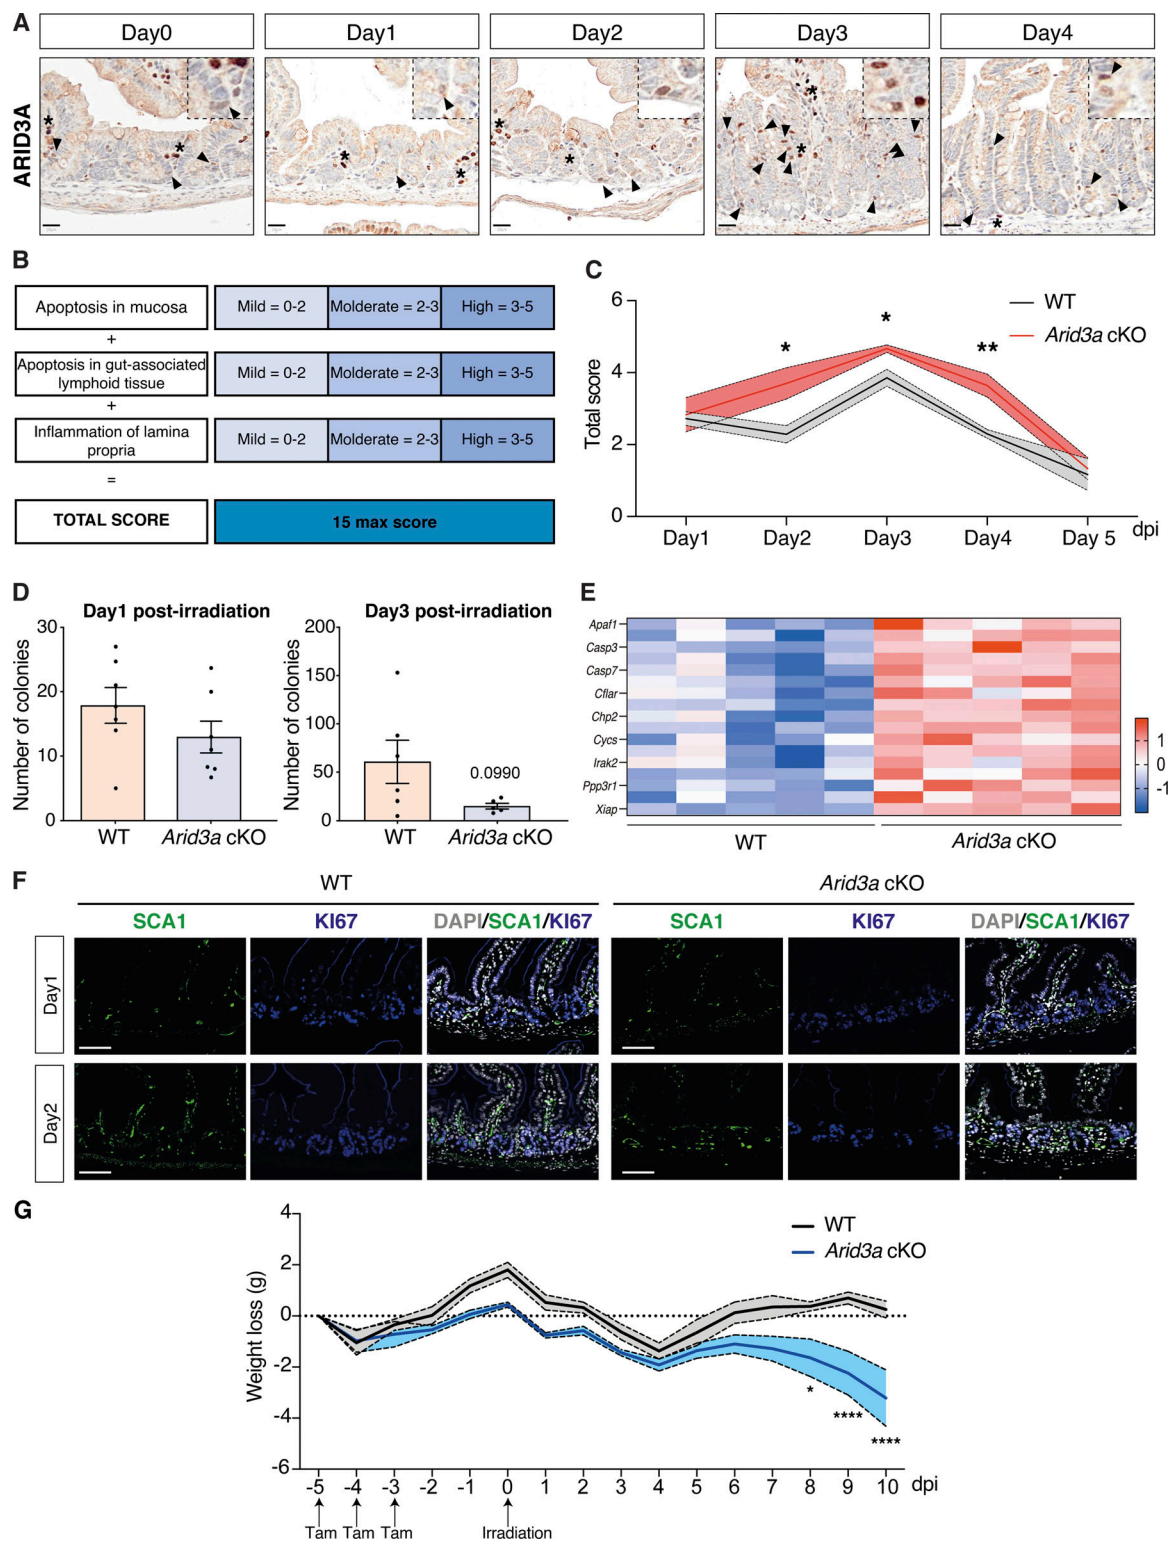 A
Day0 Day1 Day2 Day3 Day4
ARID3A
* * * * * * * *
B
Apoptosis in mucosa Mild = 0-2 Molderate = 2-3 High = 3-5
+
Apoptosis in gut-associated
lymphoid tissue
Mild = 0-2 Molderate = 2-3 High = 3-5
+
Inflammation of lamina
propria
Mild = 0-2 Molderate = 2-3 High = 3-5
=
TOTAL SCORE 15 max score
C
WT
Arid3a cKO
* * **
Total score
6
4
2
0
Day1 Day2 Day3 Day4 Day 5 dpi
D
Day1 post-irradiation
Number of colonies
30
20
10
0
WT Arid3a cKO
Day3 post-irradiation
Number of colonies
200
150
100
50
0
0.0990
WT Arid3a cKO
E
Apaf1
Casp3
Casp7
Cflar
Chp2
Cycs
Irak2
Ppp3r1
Xiap
1
0
-1
WT Arid3a cKO
F
WT Arid3a cKO
SCA1 KI67 DAPI/SCA1/KI67 SCA1 KI67 DAPI/SCA1/KI67
Day1
Day2
G
WT
Arid3a cKO
Weight loss (g)
4
2
0
-2
-4
-6
*
****
****
-5 -4 -3 -2 -1 0 1 2 3 4 5 6 7 8 9 10 dpi
Tam Tam Tam Irradiation